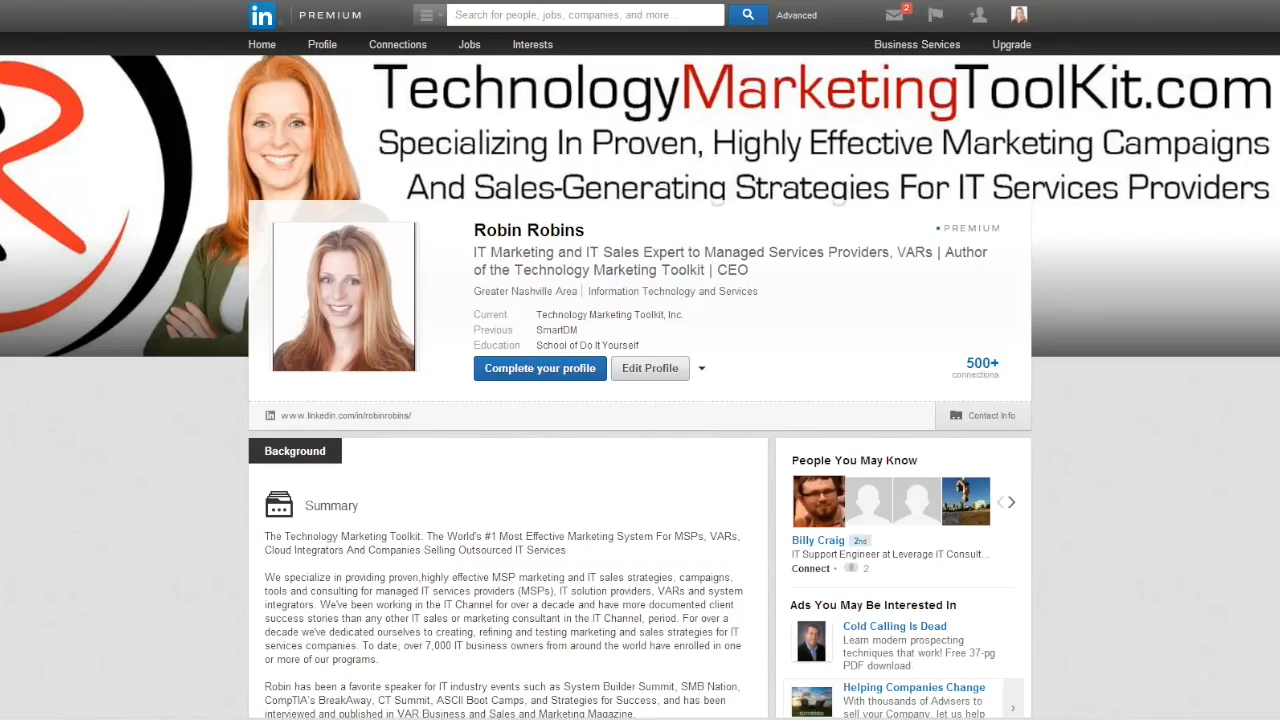 in PREMIUM Search for people, jobs, companies, and more... Advanced 2
Home Profile Connections Jobs Interests Business Services Upgrade
R
TechnologyMarketingToolKit.com
Specializing In Proven, Highly Effective Marketing Campaigns
And Sales-Generating Strategies For IT Services Providers
Robin Robins
PREMIUM
IT Marketing and IT Sales Expert to Managed Services Providers, VARs | Author
of the Technology Marketing Toolkit | CEO
Greater Nashville Area | Information Technology and Services
Current Technology Marketing Toolkit, Inc.
Previous SmartDM
Education School of Do It Yourself
Complete your profile Edit Profile
500+
connections
in www.linkedin.com/in/robinrobins/
Contact Info
Background
Summary
The Technology Marketing Toolkit: The World's #1 Most Effective Marketing System For MSPs, VARs,
Cloud Integrators And Companies Selling Outsourced IT Services
We specialize in providing proven,highly effective MSP marketing and IT sales strategies, campaigns,
tools and consulting for managed IT services providers (MSPs), IT solution providers, VARs and system
integrators. We've been working in the IT Channel for over a decade and have more documented client
success stories than any other IT sales or marketing consultant in the IT Channel, period. For over a
decade we've dedicated ourselves to creating, refining and testing marketing and sales strategies for IT
services companies. To date, over 7,000 IT business owners from around the world have enrolled in one
or more of our programs.
Robin has been a favorite speaker for IT industry events such as System Builder Summit, SMB Nation,
CompTIA's BreakAway, CT Summit, ASCII Boot Camps, and Strategies for Success, and has been
interviewed and published in VAR Business and Sales and Marketing Magazine.
People You May Know
Billy Craig 2nd
IT Support Engineer at Leverage IT Consult...
Connect • 2
Ads You May Be Interested In
Cold Calling Is Dead
Learn modern prospecting
techniques that work! Free 37-pg
PDF download.
Helping Companies Change
With thousands of Advisers to
sell your Company, let us help